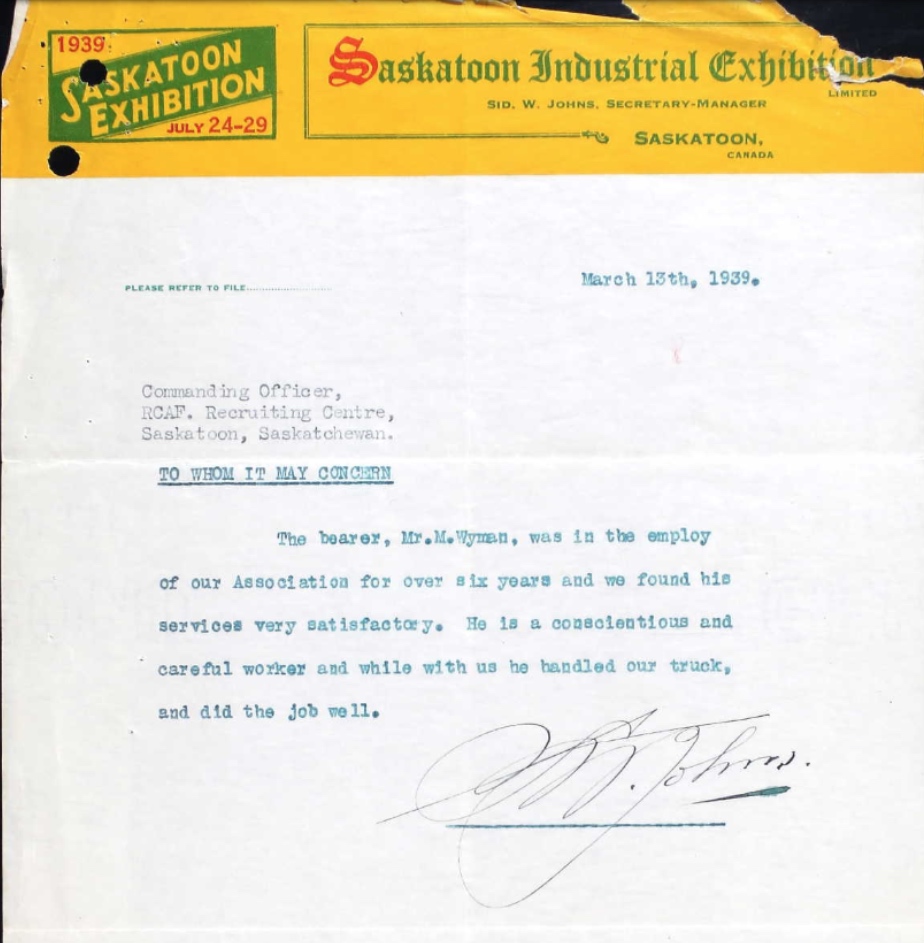 1939
SASKATOON
EXHIBITION
JULY 24-29
Saskatoon Industrial Exhibition
LIMITED
SID. W. JOHNS, SECRETARY-MANAGER
SASKATOON,
CANADA
PLEASE REFER TO FILE........................
March 13th, 1939.
Commanding Officer,
RCAF. Recruiting Centre,
Saskatoon, Saskatchewan.
TO WHOM IT MAY CONCERN
The bearer, Mr.M.Wyman, was in the employ
of our Association for over six years and we found his
services very satisfactory. He is a conscientious and
careful worker and while with us he handled our truck,
and did the job well.
S.W. Johns.